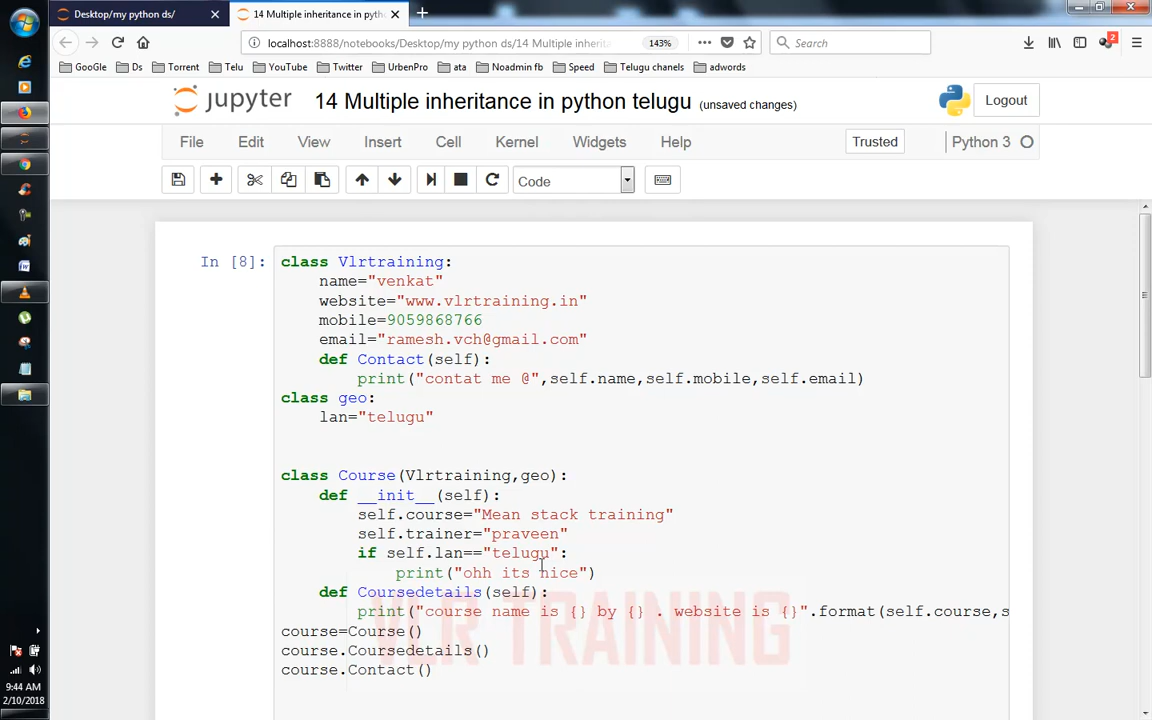 Desktop/my python ds/
14 Multiple inheritance in pyth
localhost:8888/notebooks/Desktop/my python ds/14 Multiple inherita
143%
Search
2
GooGle
Ds
Torrent
Telu
YouTube
Twitter
UrbenPro
ata
Noadmin fb
Speed
Telugu chanels
adwords
jupyter
14 Multiple inheritance in python telugu (unsaved changes)
Logout
File Edit View Insert Cell Kernel Widgets Help
Trusted
Python 3
Code
In [8]:
class Vlrtraining:
name="venkat"
website="www.vlrtraining.in"
mobile=9059868766
email="ramesh.vch@gmail.com"
def Contact(self):
print("contat me @",self.name,self.mobile,self.email)
class geo:
lan="telugu"
class Course(Vlrtraining,geo):
def __init__(self):
self.course="Mean stack training"
self.trainer="praveen"
if self.lan=="telugu":
print("ohh its nice")
def Coursedetails(self):
print("course name is {} by {} . website is {}".format(self.course,s
course=Course()
course.Coursedetails()
course.Contact()
VLR TRAINING
9:44 AM
2/10/2018